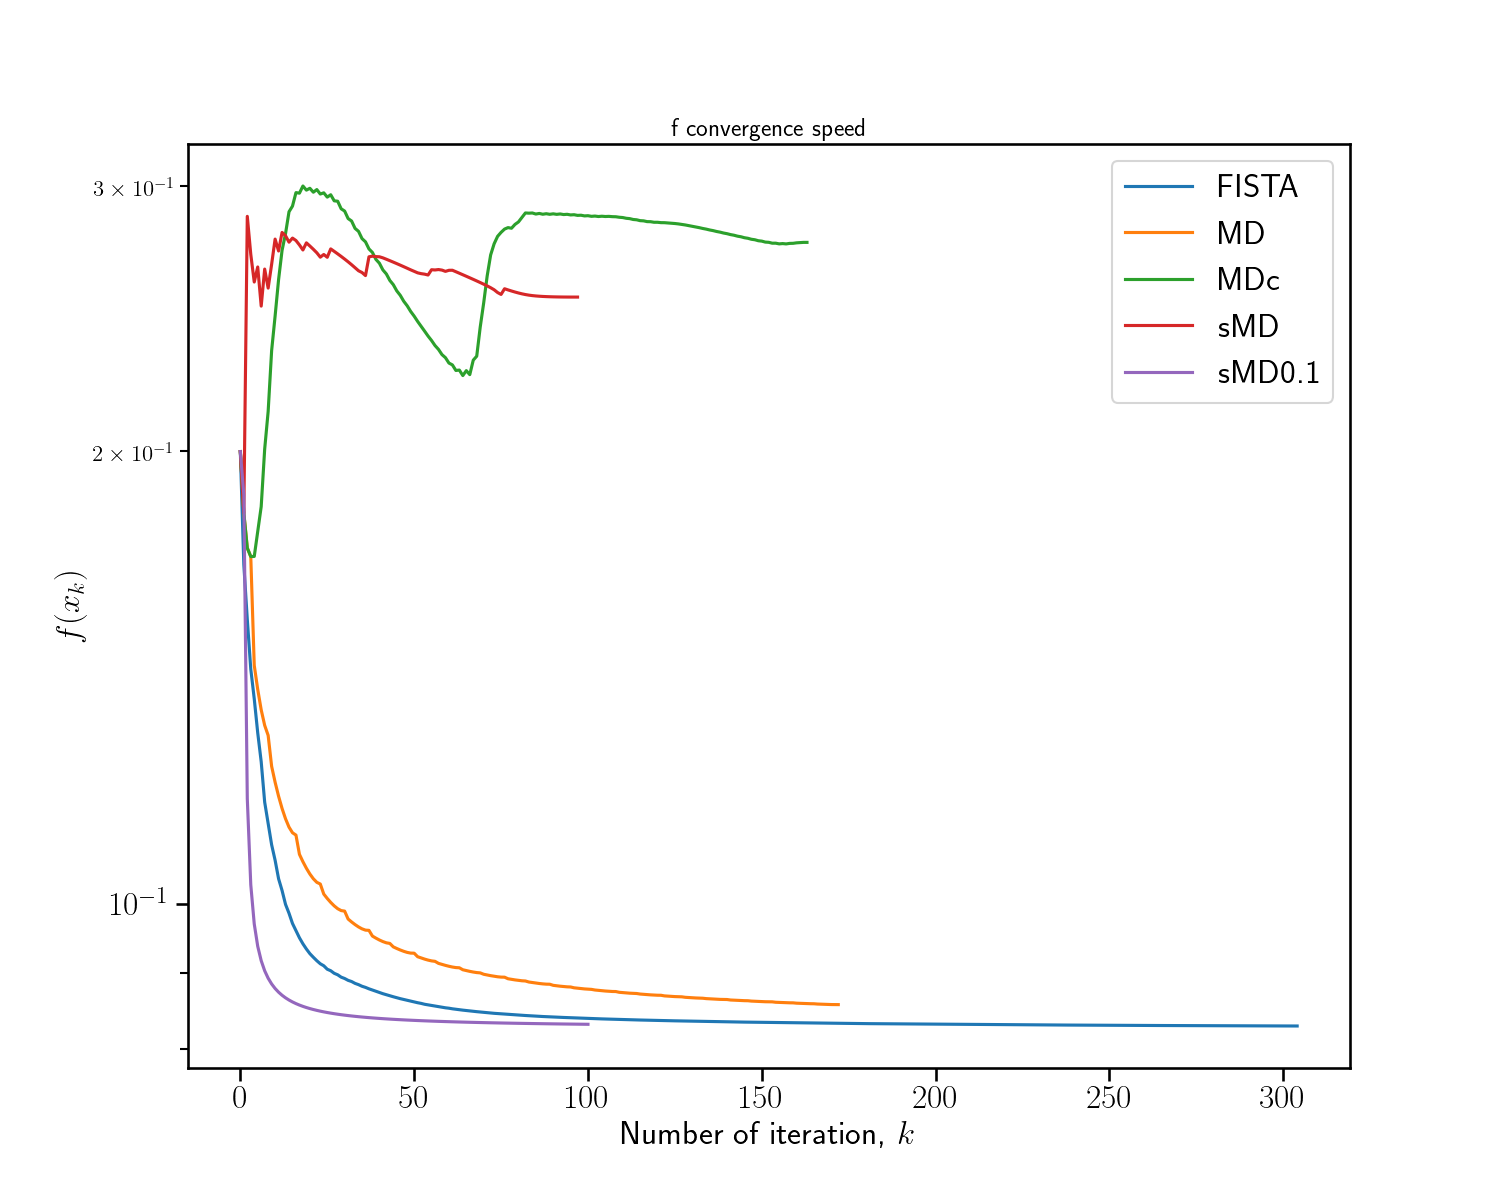 f convergence speed
3 × 10⁻¹
2 × 10⁻¹
10⁻¹
f(xₖ)
FISTA
MD
MDc
sMD
sMD0.1
0 50 100 150 200 250 300
Number of iteration, k